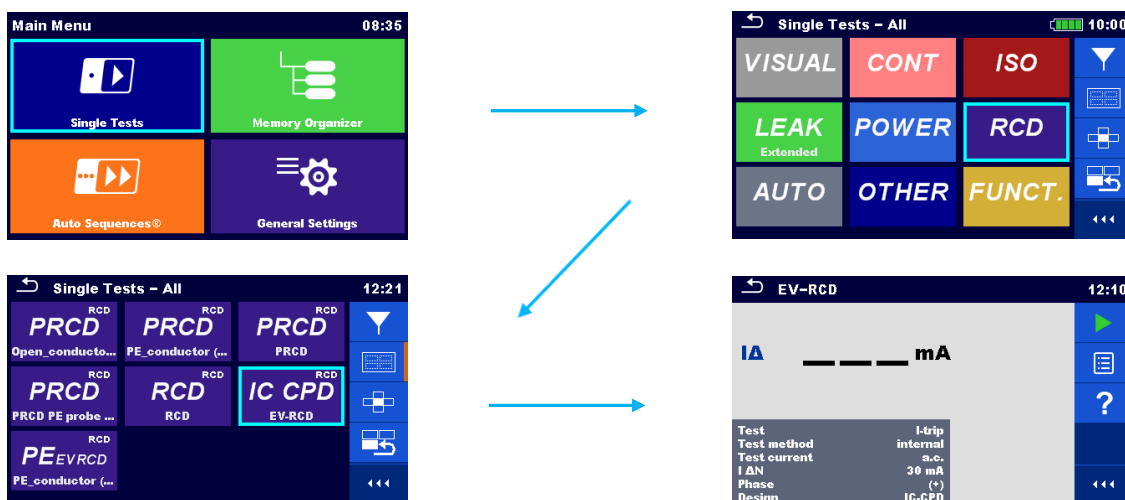 Main Menu 08:35
Single Tests
Memory Organizer
Auto Sequences®
General Settings
Single Tests – All 10:00
VISUAL CONT ISO
LEAK POWER RCD
Extended
AUTO OTHER FUNCT.
Single Tests – All 12:21
RCD RCD RCD
PRCD PRCD PRCD
Open_conducto... PE_conductor (... PRCD
RCD RCD RCD
PRCD RCD IC CPD
PRCD PE probe ... RCD EV-RCD
RCD
PE EVRCD
PE_conductor (...
EV–RCD 12:10
IΔ _ _ _ mA
?
Test I-trip
Test method internal
Test current a.c.
I ΔN 30 mA
Phase (+)
Design IC-CPD